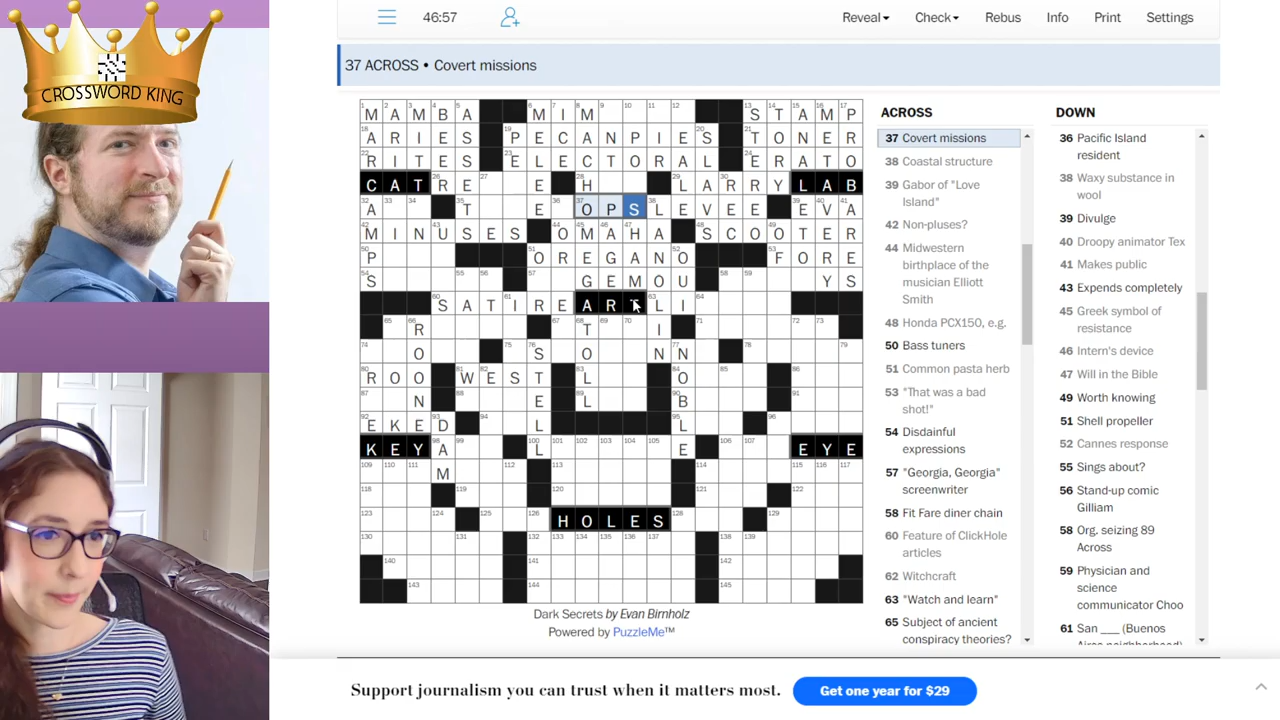 46:57
Reveal
Check
Rebus
Info
Print
Settings
CROSSWORD KING
37 ACROSS • Covert missions
ACROSS
37 Covert missions
38 Coastal structure
39 Gabor of "Love
Island"
42 Non-pluses?
44 Midwestern
birthplace of the
musician Elliott
Smith
48 Honda PCX150, e.g.
50 Bass tuners
51 Common pasta herb
53 "That was a bad
shot!"
54 Disdainful
expressions
57 "Georgia, Georgia"
screenwriter
58 Fit Fare diner chain
60 Feature of ClickHole
articles
62 Witchcraft
63 "Watch and learn"
65 Subject of ancient
conspiracy theories?
DOWN
36 Pacific Island
resident
38 Waxy substance in
wool
39 Divulge
40 Droopy animator Tex
41 Makes public
43 Expends completely
45 Greek symbol of
resistance
46 Intern's device
47 Will in the Bible
49 Worth knowing
51 Shell propeller
52 Cannes response
55 Sings about?
56 Stand-up comic
Gilliam
58 Org. seizing 89
Across
59 Physician and
science
communicator Choo
61 San ___ (Buenos
Aires neighborhood)
MAMBA MIM STAMP
ARIES PECANPIES TONER
RITES ELECTORAL ERATO
CAT RE E H LARRY LAB
A T E OPS LEVEE EVA
MINUSES OMAHA SCOOTER
P OREGANO FORE
S GEMOU YS
SATIRE ART LI
R T I
O S O N N
ROO WEST L O
N E L B
EKED L L
KEY A L E EYE
M
HOLES
Dark Secrets by Evan Birnholz
Powered by PuzzleMe™
Support journalism you can trust when it matters most.
Get one year for $29